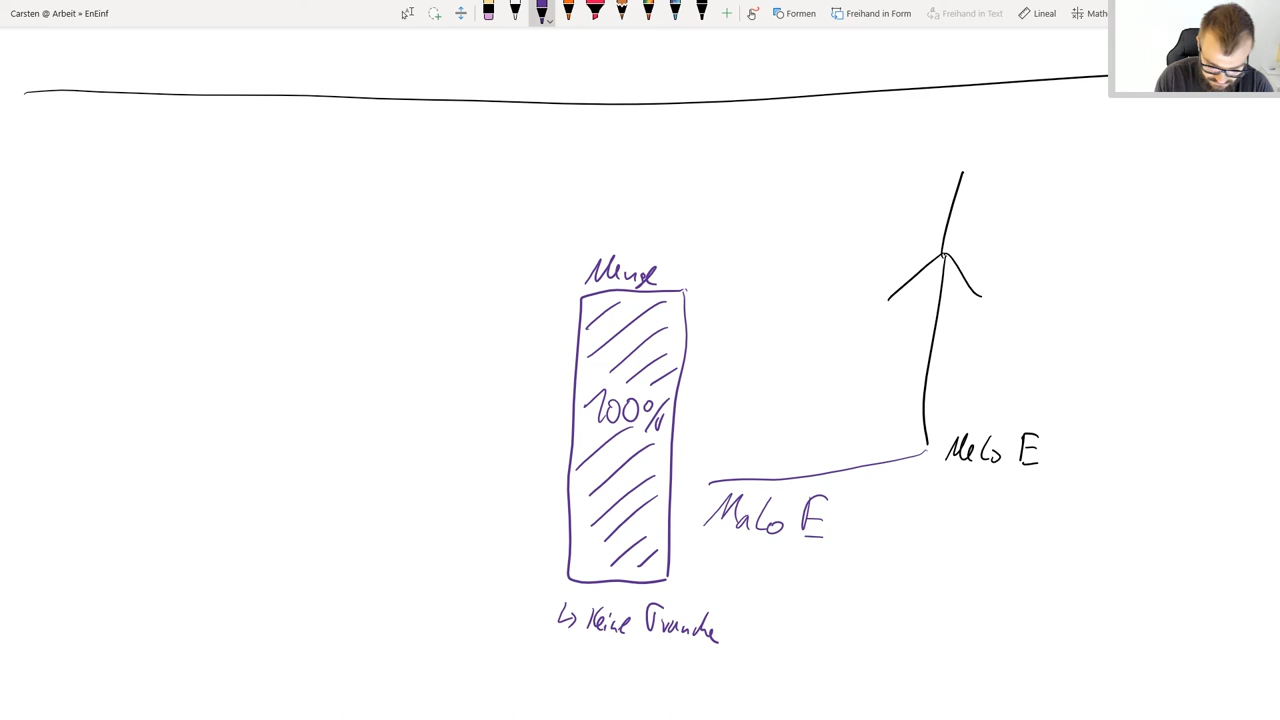 Carsten @ Arbeit » EnEinf
Formen
Freihand in Form
Freihand in Text
Lineal
Math
Menge
100%
MeLo E
MaLo E
↳ Keine Tranche